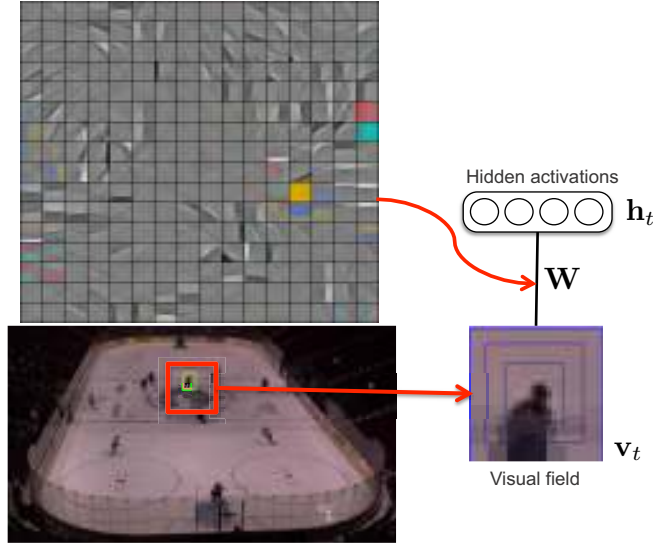 Hidden activations
h_t
W
v_t
Visual field